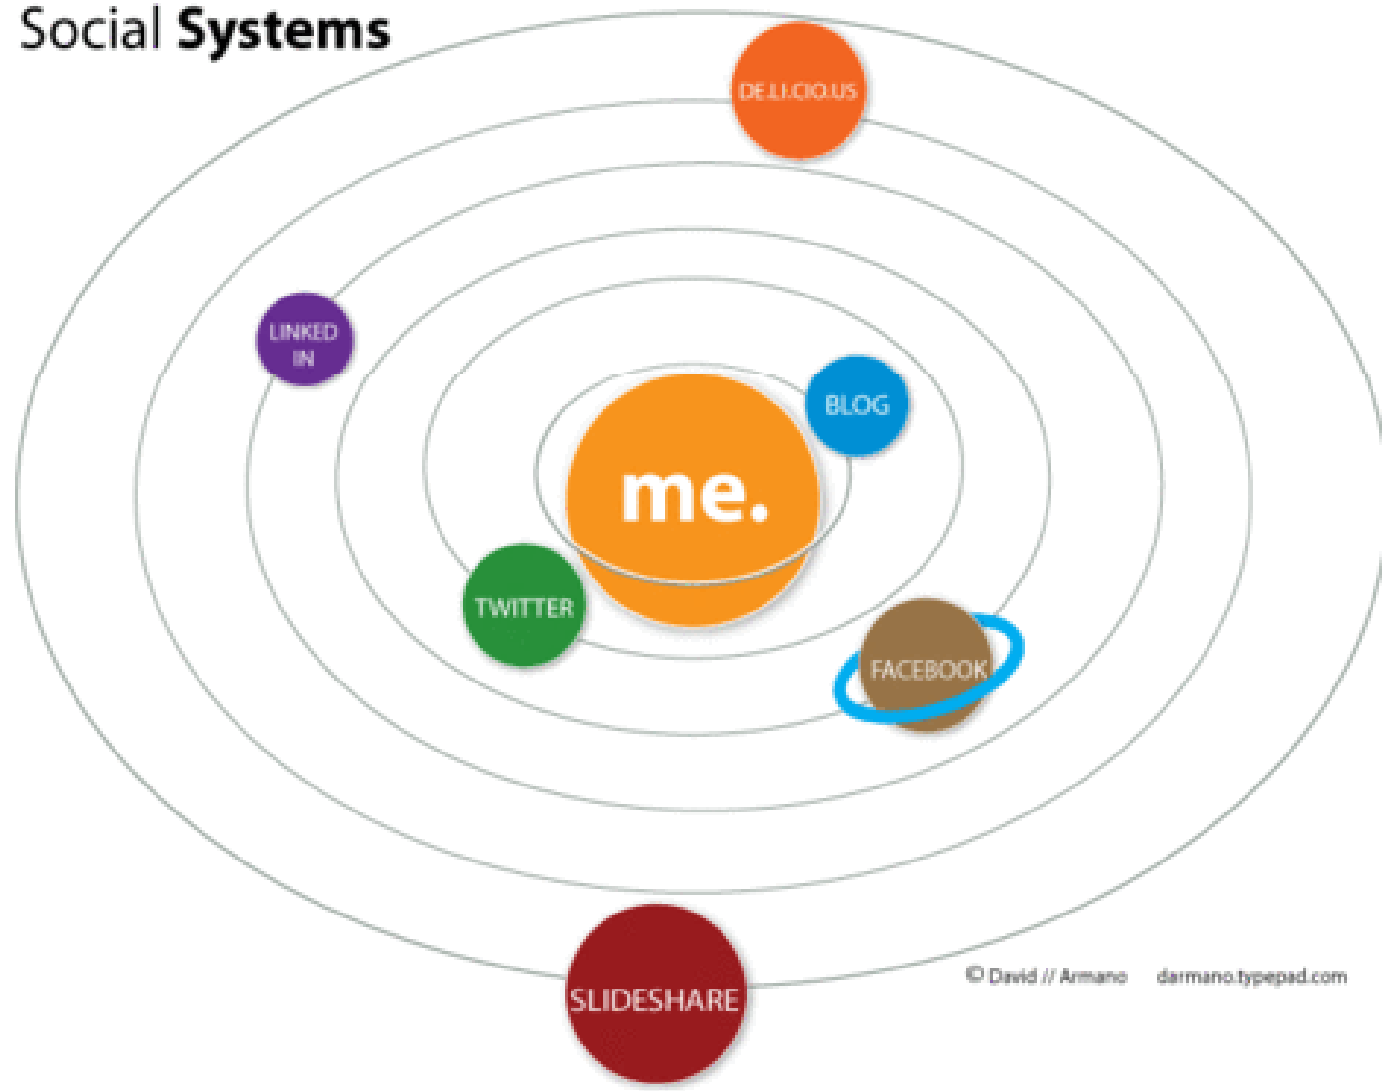 Social Systems
DE.LI.CIO.US
LINKED
IN
BLOG
me.
TWITTER
FACEBOOK
SLIDESHARE
© David // Armano darmano.typepad.com